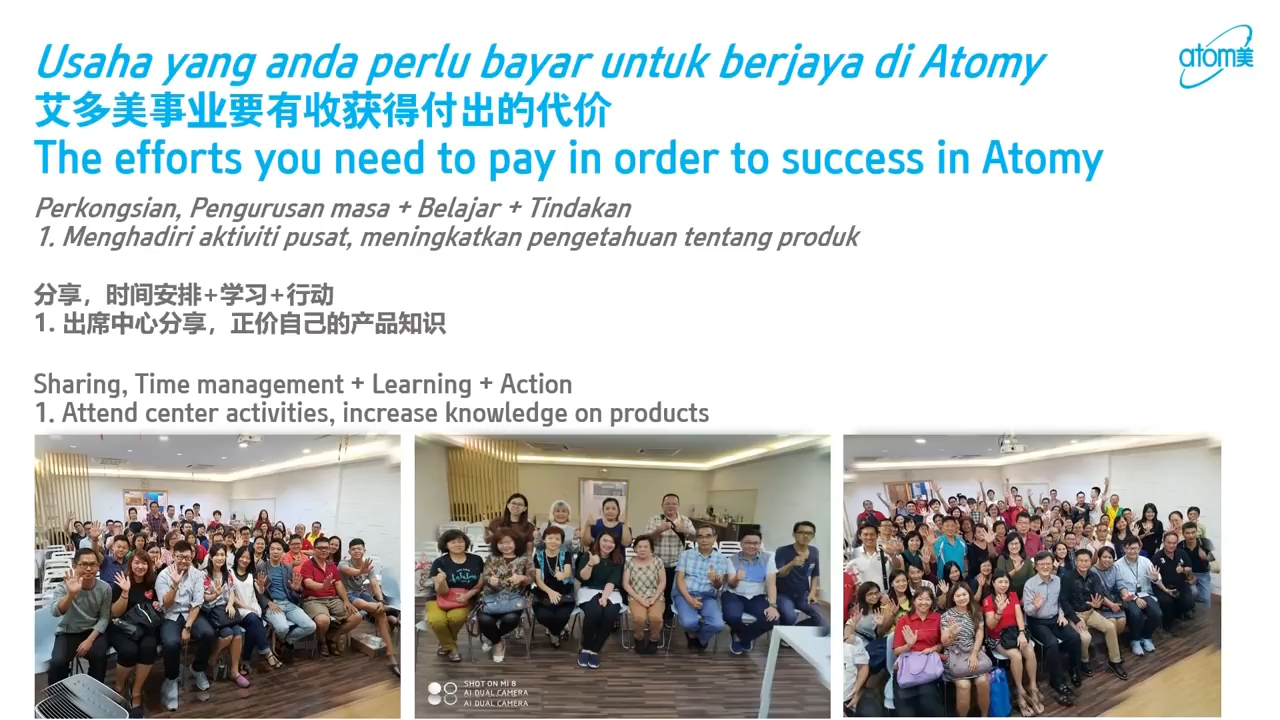 Usaha yang anda perlu bayar untuk berjaya di Atomy
atom美
艾多美事业要有收获得付出的代价
The efforts you need to pay in order to success in Atomy
Perkongsian, Pengurusan masa + Belajar + Tindakan
1. Menghadiri aktiviti pusat, meningkatkan pengetahuan tentang produk
分享，时间安排+学习+行动
1. 出席中心分享，正价自己的产品知识
Sharing, Time management + Learning + Action
1. Attend center activities, increase knowledge on products
SHOT ON MI 8
AI DUAL CAMERA
AI DUAL CAMERA